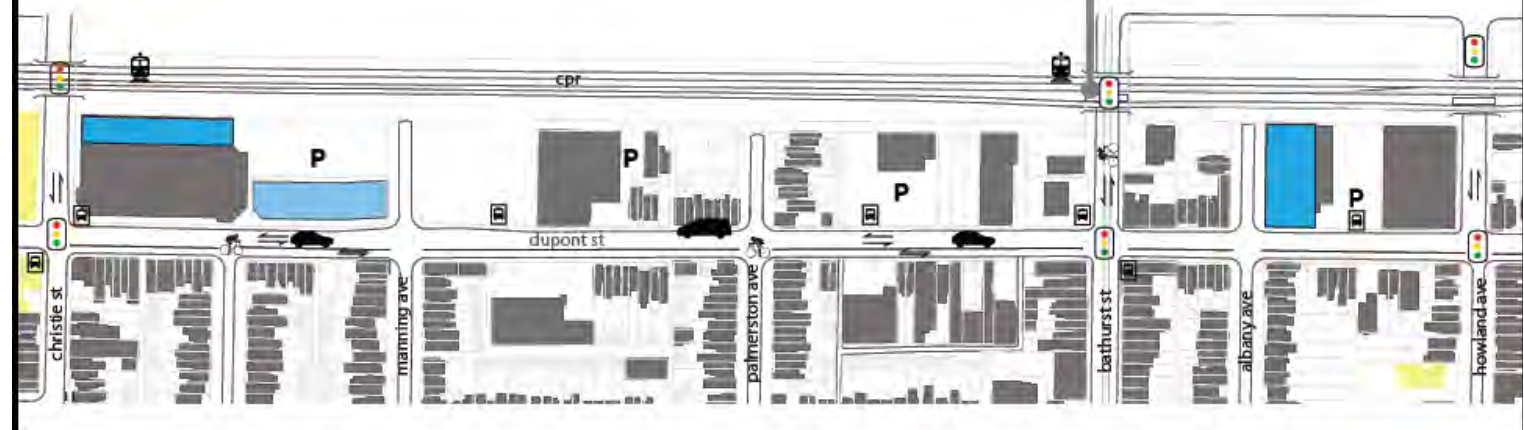 cpr
P
P
P
P
dupont st
christie st
manning ave
palmerston ave
bathurst st
albany ave
howland ave